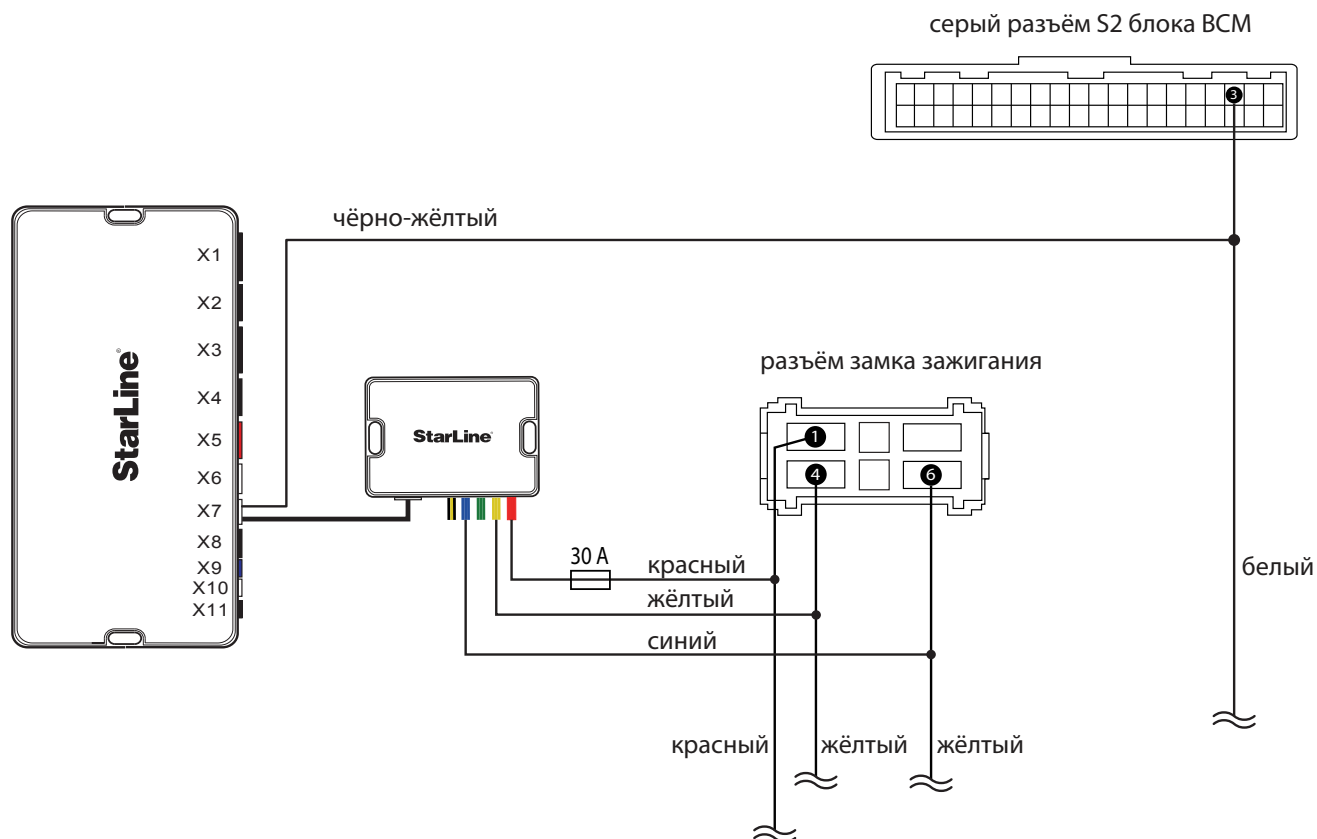 серый разъём S2 блока BCM
3
чёрно-жёлтый
StarLine
X1
X2
X3
X4
X5
X6
X7
X8
X9
X10
X11
StarLine
разъём замка зажигания
1
4
6
30 А
красный
жёлтый
синий
белый
красный
жёлтый
жёлтый